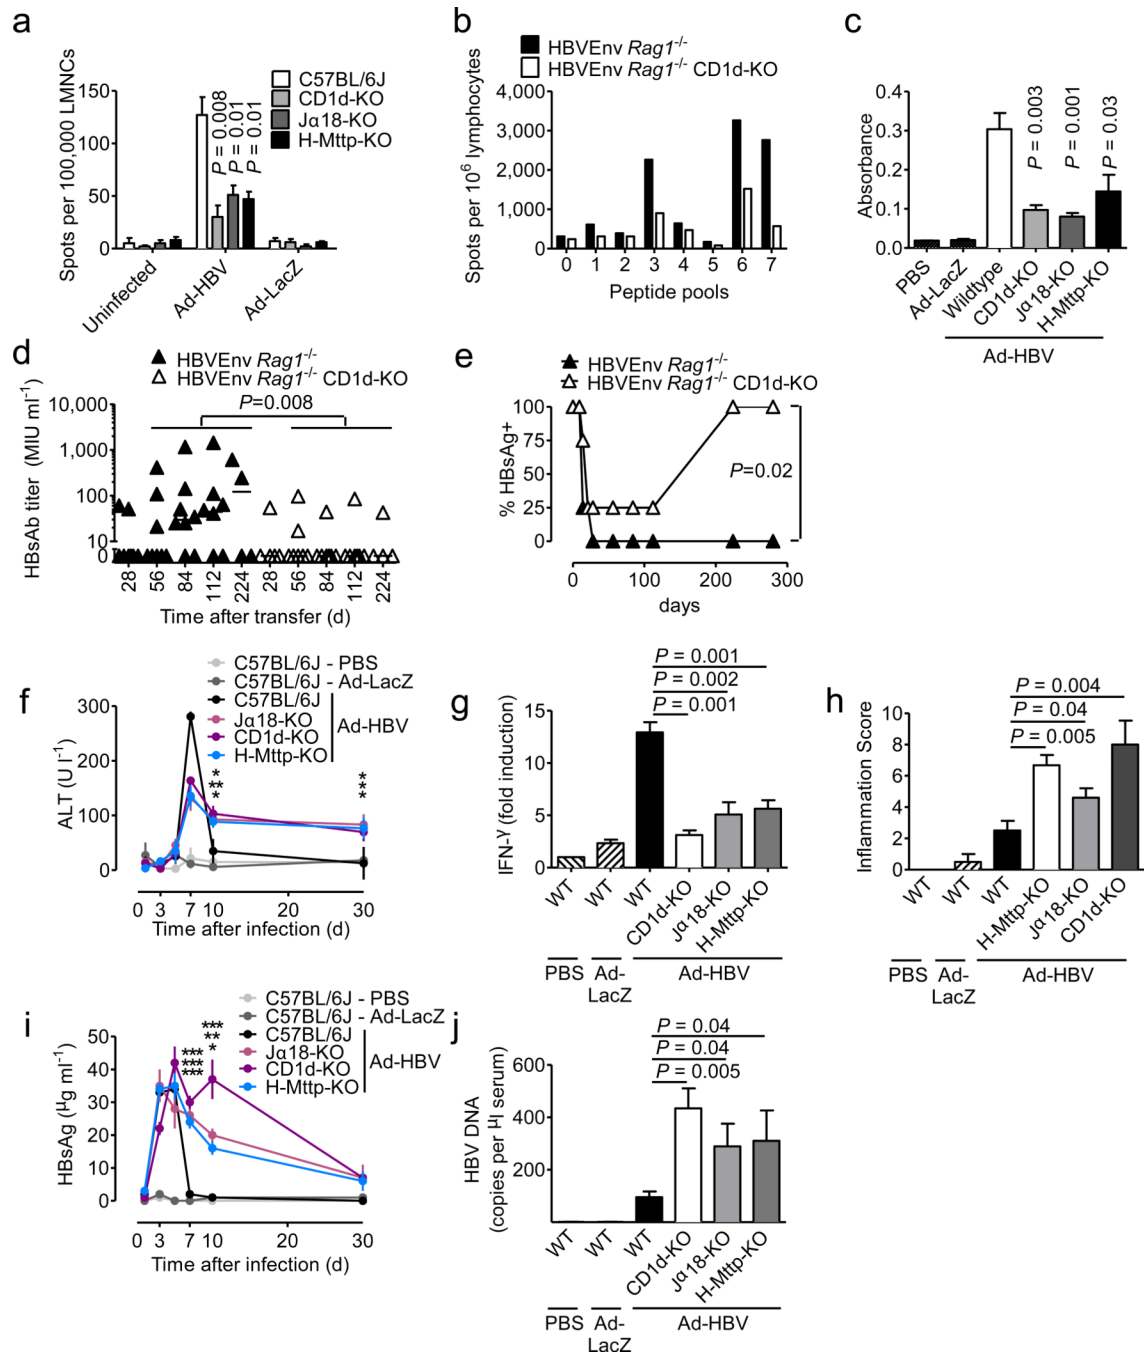 a
C57BL/6J
CD1d-KO
Jα18-KO
H-Mttp-KO
Spots per 100,000 LMNCs
150
100
50
0
P = 0.008
P = 0.01
P = 0.01
Uninfected
Ad-HBV
Ad-LacZ
b
HBVEnv Rag1-/-
HBVEnv Rag1-/- CD1d-KO
Spots per 10⁶ lymphocytes
4,000
3,000
2,000
1,000
0
0 1 2 3 4 5 6 7
Peptide pools
c
Absorbance
0.4
0.3
0.2
0.1
0.0
P = 0.003
P = 0.001
P = 0.03
PBS
Ad-LacZ
Wildtype
CD1d-KO
Jα18-KO
H-Mttp-KO
Ad-HBV
d
HBVEnv Rag1-/-
HBVEnv Rag1-/- CD1d-KO
P=0.008
HBsAb titer (MIU ml-1)
10,000
1,000
100
10
0
28 56 84 112 224 28 56 84 112 224
Time after transfer (d)
e
HBVEnv Rag1-/-
HBVEnv Rag1-/- CD1d-KO
% HBsAg+
100
75
50
25
0
P=0.02
0 100 200 300
days
f
C57BL/6J - PBS
C57BL/6J - Ad-LacZ
C57BL/6J
Jα18-KO
CD1d-KO
H-Mttp-KO
Ad-HBV
ALT (U l-1)
300
200
100
0
*
**
*
*
*
*
0 3 7 10 20 30
Time after infection (d)
g
P = 0.001
P = 0.002
P = 0.001
IFN-γ (fold induction)
15
10
5
0
WT
WT
WT
CD1d-KO
Jα18-KO
H-Mttp-KO
PBS
Ad-
LacZ
Ad-HBV
h
P = 0.004
P = 0.04
P = 0.005
Inflammation Score
10
8
6
4
2
0
WT
WT
WT
H-Mttp-KO
Jα18-KO
CD1d-KO
PBS
Ad-
LacZ
Ad-HBV
i
C57BL/6J - PBS
C57BL/6J - Ad-LacZ
C57BL/6J
Jα18-KO
CD1d-KO
H-Mttp-KO
Ad-HBV
HBsAg (μg ml-1)
50
40
30
20
10
0
***
***
***
***
**
*
0 3 7 10 20 30
Time after infection (d)
j
P = 0.04
P = 0.04
P = 0.005
HBV DNA
(copies per μl serum)
600
400
200
WT
WT
WT
CD1d-KO
Jα18-KO
H-Mttp-KO
PBS
Ad-
LacZ
Ad-HBV